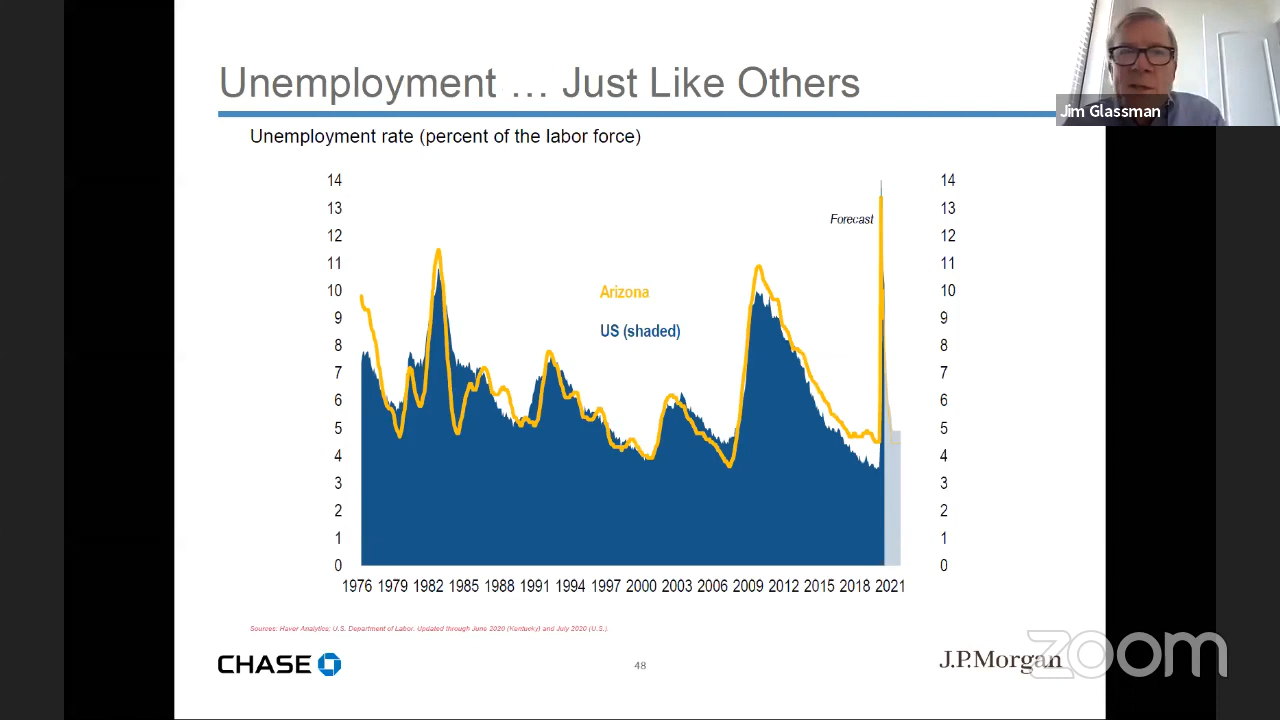 Unemployment … Just Like Others
Jim Glassman
Unemployment rate (percent of the labor force)
14 14
13 13
Forecast
12 12
11 11
10 10
Arizona
9 9
US (shaded)
8 8
7 7
6 6
5 5
4 4
3 3
2 2
1 1
0 0
1976 1979 1982 1985 1988 1991 1994 1997 2000 2003 2006 2009 2012 2015 2018 2021
Sources: Haver Analytics; U.S. Department of Labor. Updated through June 2020 (Kentucky) and July 2020 (U.S.).
CHASE
48
J.P.Morgan
zoom